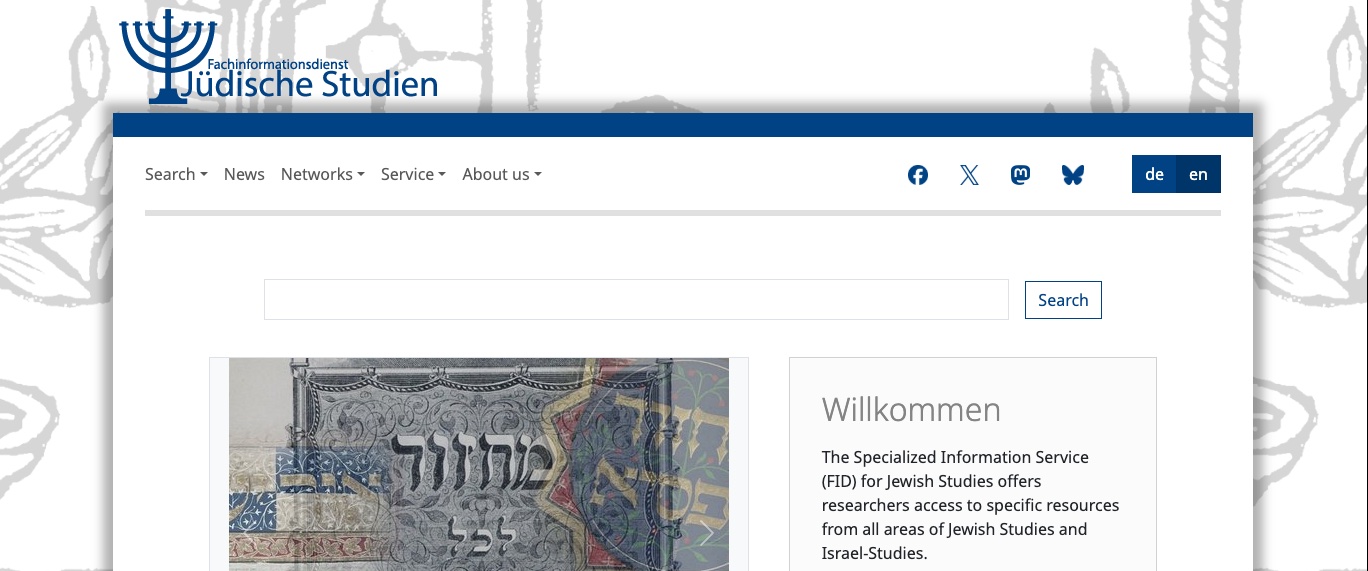 Fachinformationsdienst
Jüdische Studien
Search
News
Networks
Service
About us
de
en
Search
מחזור
לכל
Willkommen
The Specialized Information Service
(FID) for Jewish Studies offers
researchers access to specific resources
from all areas of Jewish Studies and
Israel-Studies.